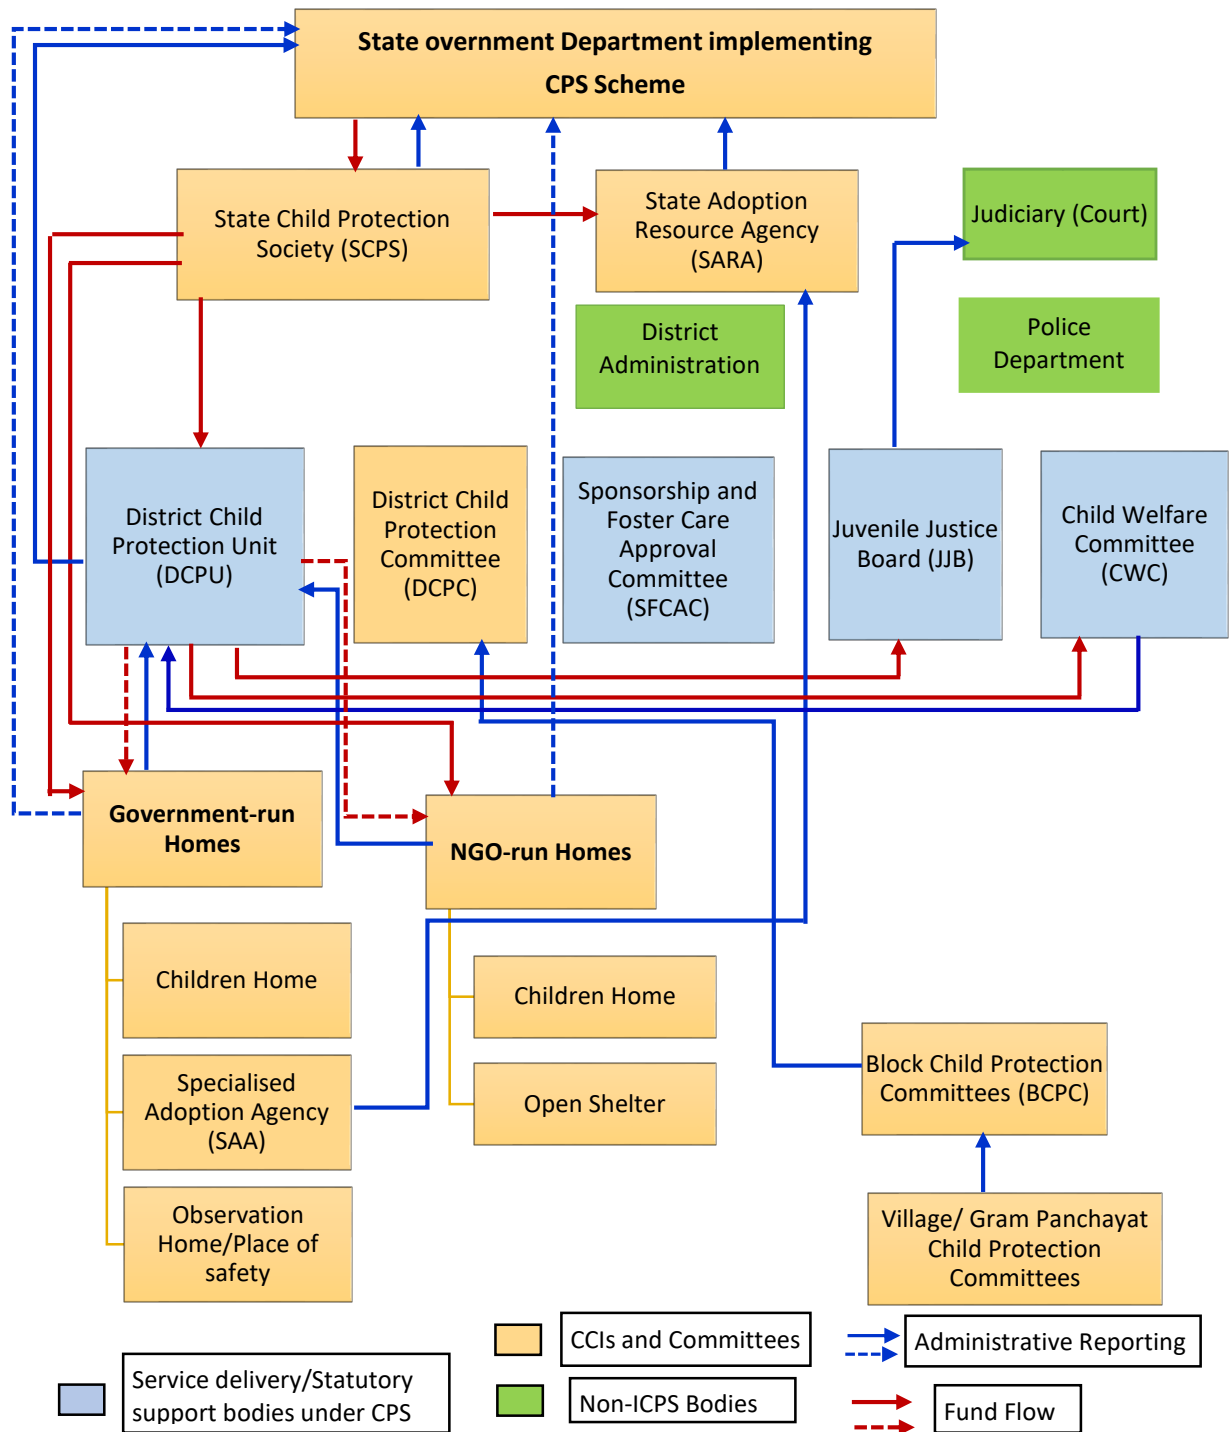 State overnment Department implementing
CPS Scheme
State Child Protection
Society (SCPS)
State Adoption
Resource Agency
(SARA)
Judiciary (Court)
District
Administration
Police
Department
District Child
Protection Unit
(DCPU)
District Child
Protection
Committee
(DCPC)
Sponsorship and
Foster Care
Approval
Committee
(SFCAC)
Juvenile Justice
Board (JJB)
Child Welfare
Committee
(CWC)
Government-run
Homes
NGO-run Homes
Children Home
Specialised
Adoption Agency
(SAA)
Observation
Home/Place of
safety
Children Home
Open Shelter
Block Child Protection
Committees (BCPC)
Village/ Gram Panchayat
Child Protection
Committees
Service delivery/Statutory
support bodies under CPS
CCIs and Committees
Non-ICPS Bodies
Administrative Reporting
Fund Flow